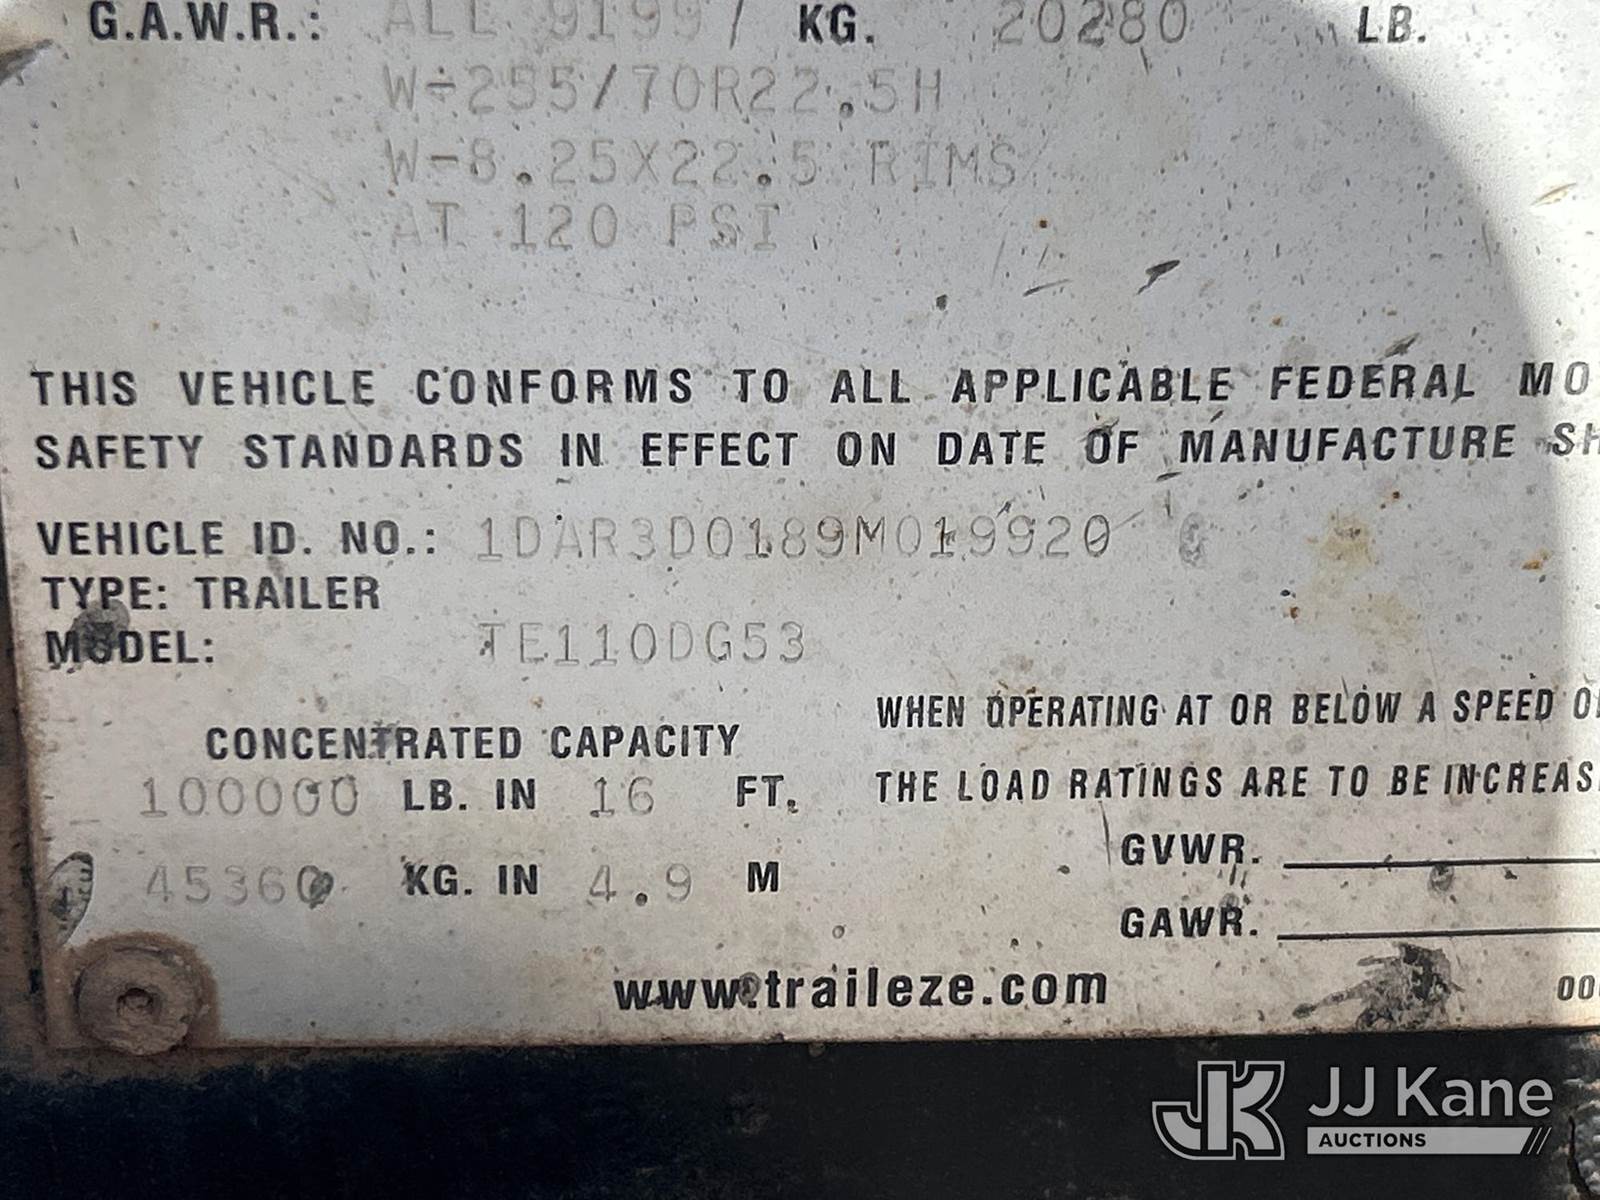 G.A.W.R.: ALL 9199 KG. 20280 LB.
W-255/70R22.5H
W-8.25X22.5 RIMS
AT 120 PSI
THIS VEHICLE CONFORMS TO ALL APPLICABLE FEDERAL MO
SAFETY STANDARDS IN EFFECT ON DATE OF MANUFACTURE SH
VEHICLE ID. NO.: 1DAR3D0189M019920
TYPE: TRAILER
MODEL: TE110DG53
CONCENTRATED CAPACITY
100000 LB. IN 16 FT.
45360 KG. IN 4.9 M
WHEN OPERATING AT OR BELOW A SPEED O
THE LOAD RATINGS ARE TO BE INCREAS
GVWR.
GAWR.
www.traileze.com
00
JK JJ Kane
AUCTIONS